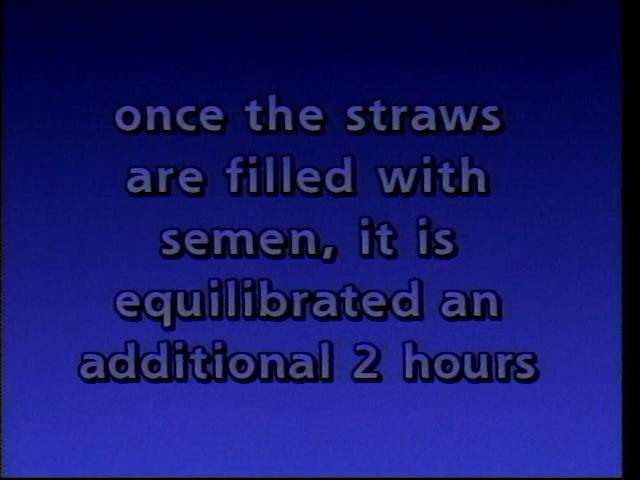 once the straws
are filled with
semen, it is
equilibrated an
additional 2 hours